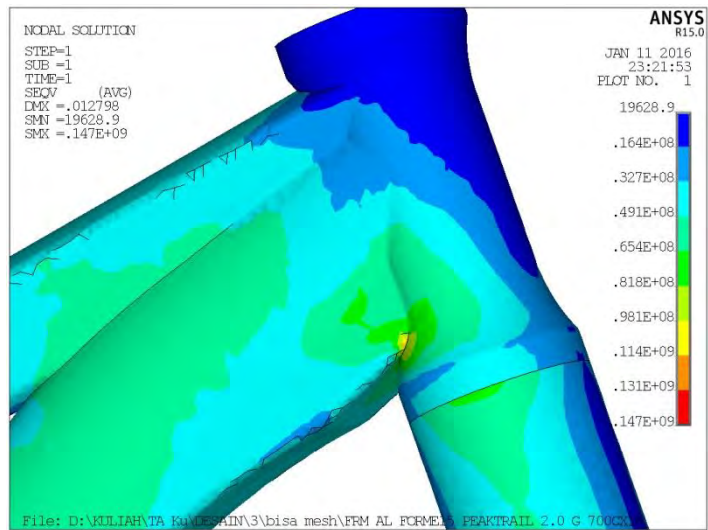 NODAL SOLUTION
STEP=1
SUB =1
TIME=1
SEQV (AVG)
DMX =.012798
SMN =19628.9
SMX =.147E+09
ANSYS
R15.0
JAN 11 2016
23:21:53
PLOT NO. 1
19628.9
.164E+08
.327E+08
.491E+08
.654E+08
.818E+08
.981E+08
.114E+09
.131E+09
.147E+09
File: D:\KULIAH\TA Ku\DESAIN\3\bisa mesh\FRM AL FORME15 PEAKTRAIL 2.0 G